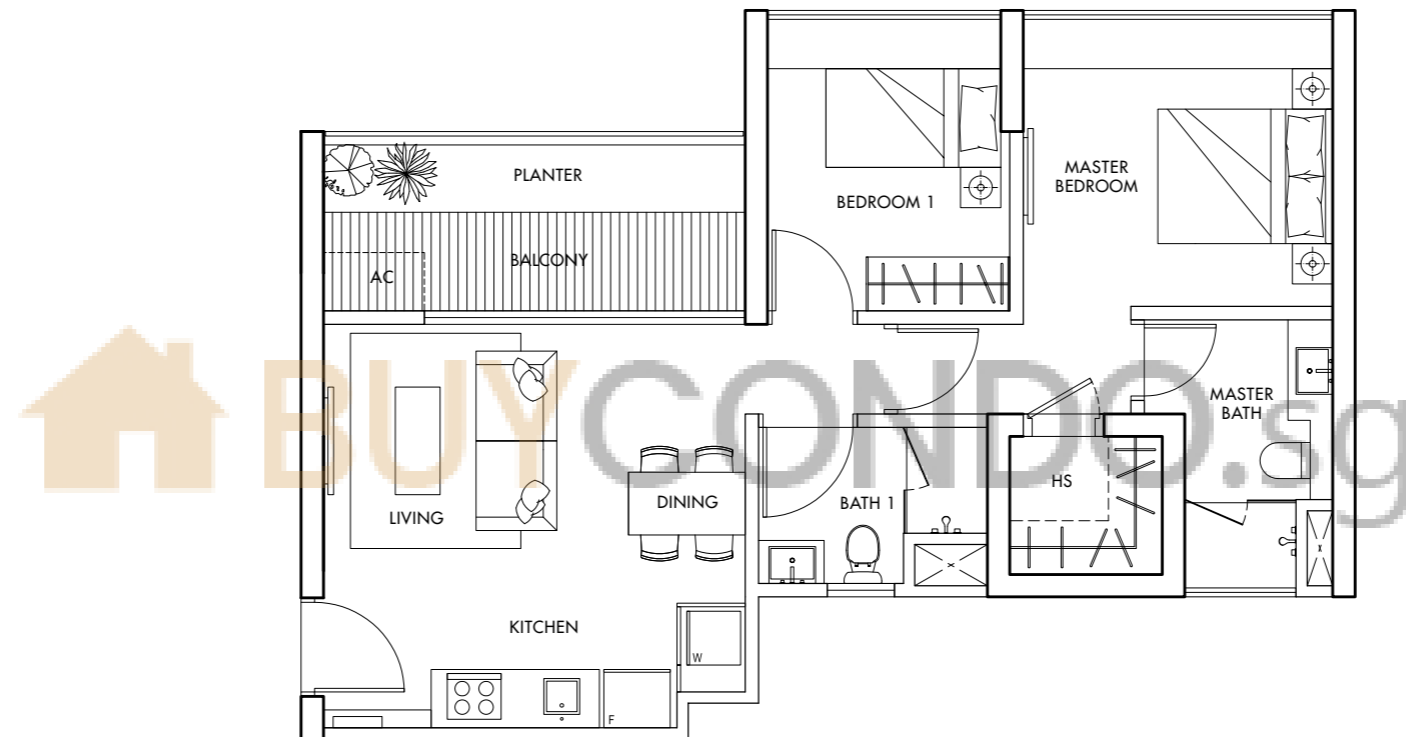 PLANTER
BALCONY
AC
BEDROOM 1
MASTER
BEDROOM
MASTER
BATH
BUYCONDO.sg
LIVING
DINING
BATH 1
HS
KITCHEN
W
F